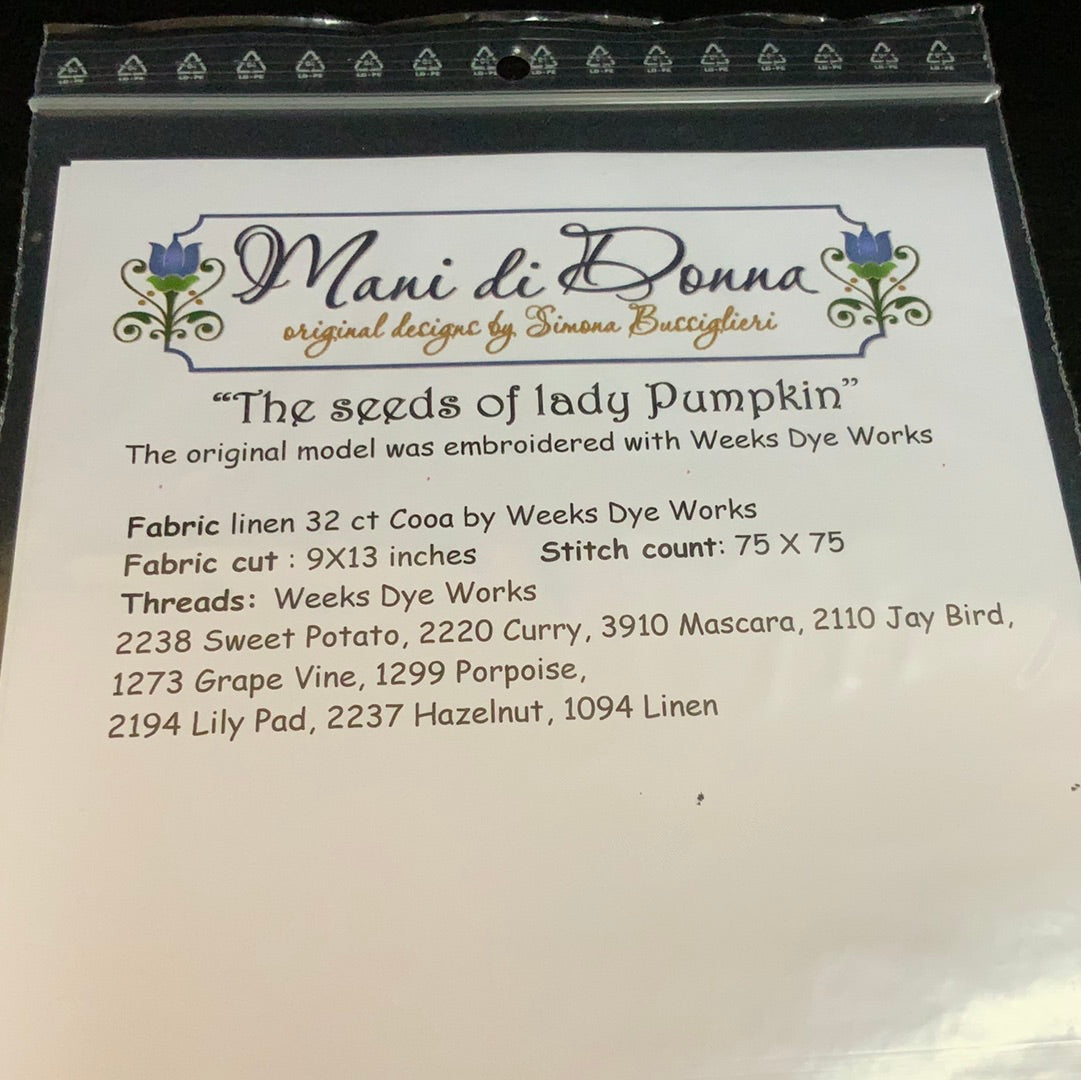 Mani di Donna
original designs by Simona Bucciglieri
“The seeds of lady Pumpkin”
The original model was embroidered with Weeks Dye Works
Fabric linen 32 ct Cooa by Weeks Dye Works
Fabric cut : 9X13 inches Stitch count: 75 X 75
Threads: Weeks Dye Works
2238 Sweet Potato, 2220 Curry, 3910 Mascara, 2110 Jay Bird,
1273 Grape Vine, 1299 Porpoise,
2194 Lily Pad, 2237 Hazelnut, 1094 Linen